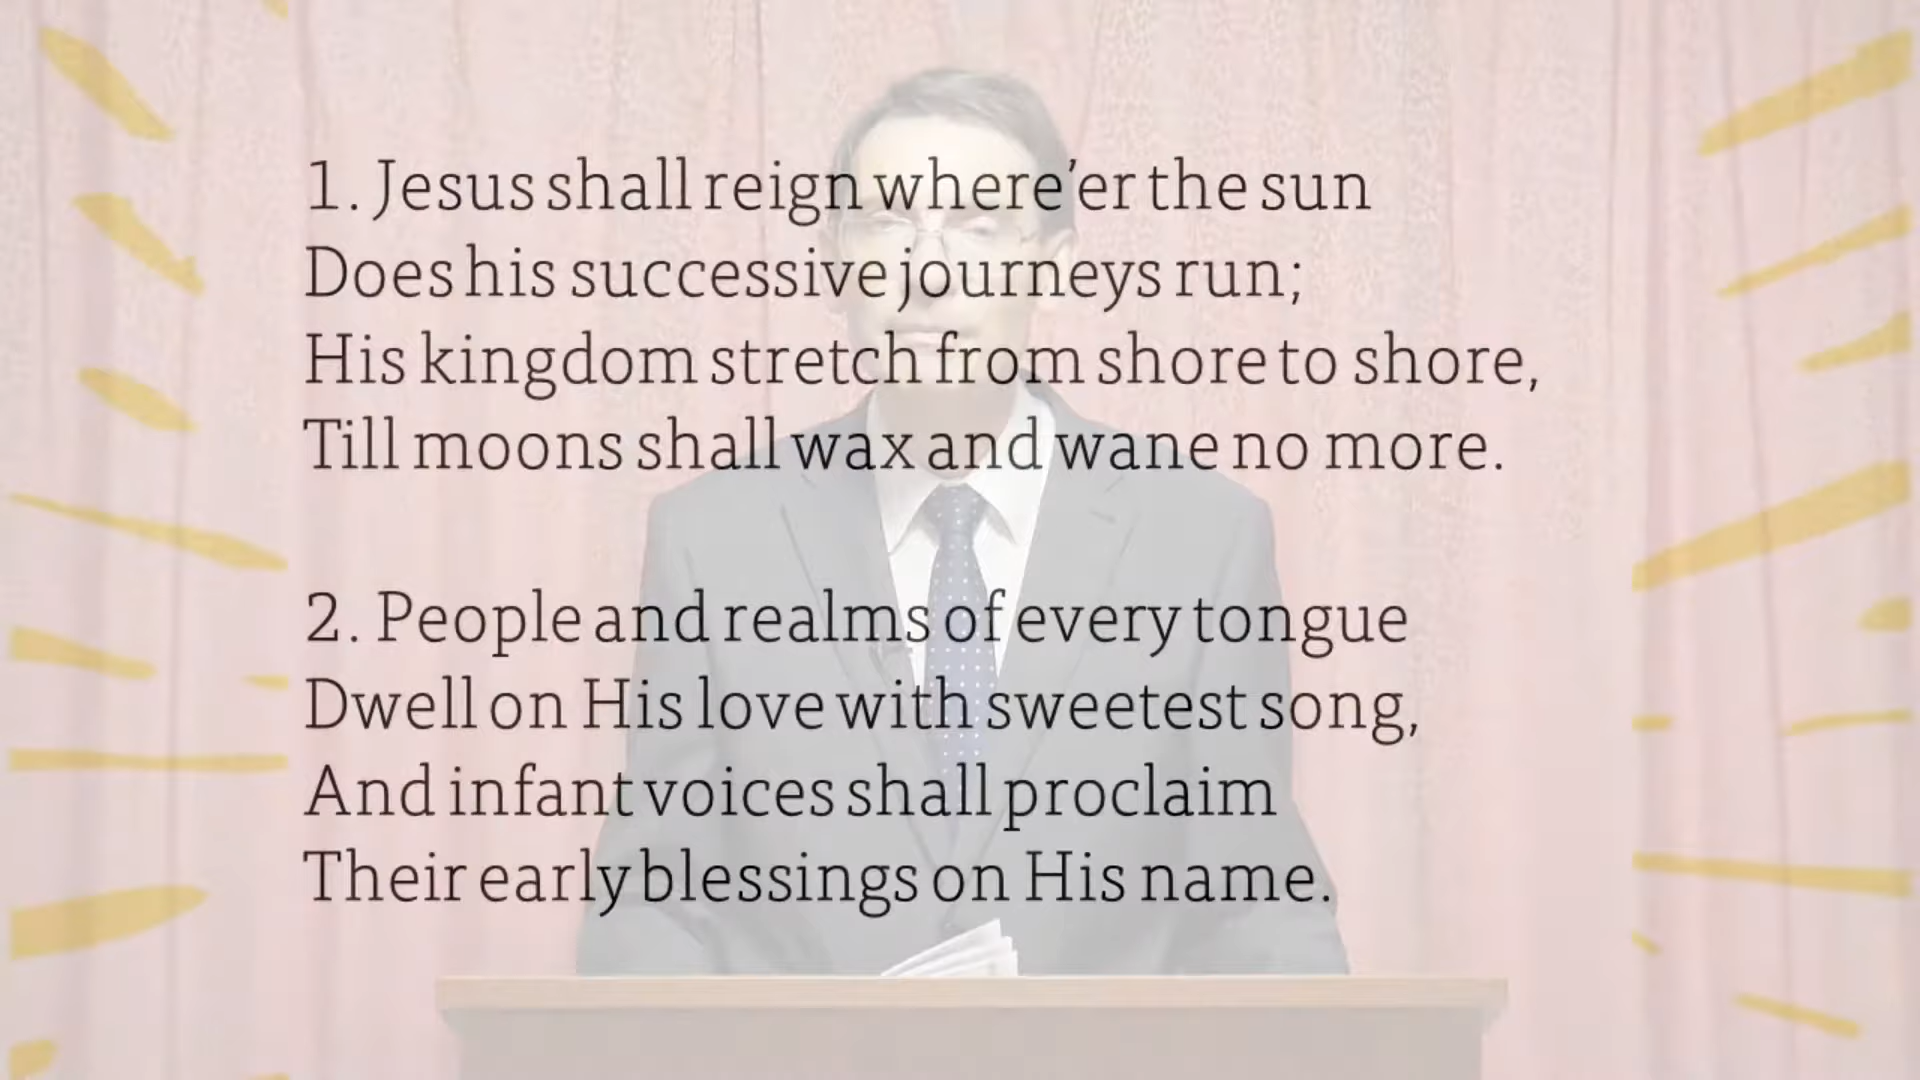 1. Jesus shall reign where’er the sun
Does his successive journeys run;
His kingdom stretch from shore to shore,
Till moons shall wax and wane no more.
2. People and realms of every tongue
Dwell on His love with sweetest song,
And infant voices shall proclaim
Their early blessings on His name.